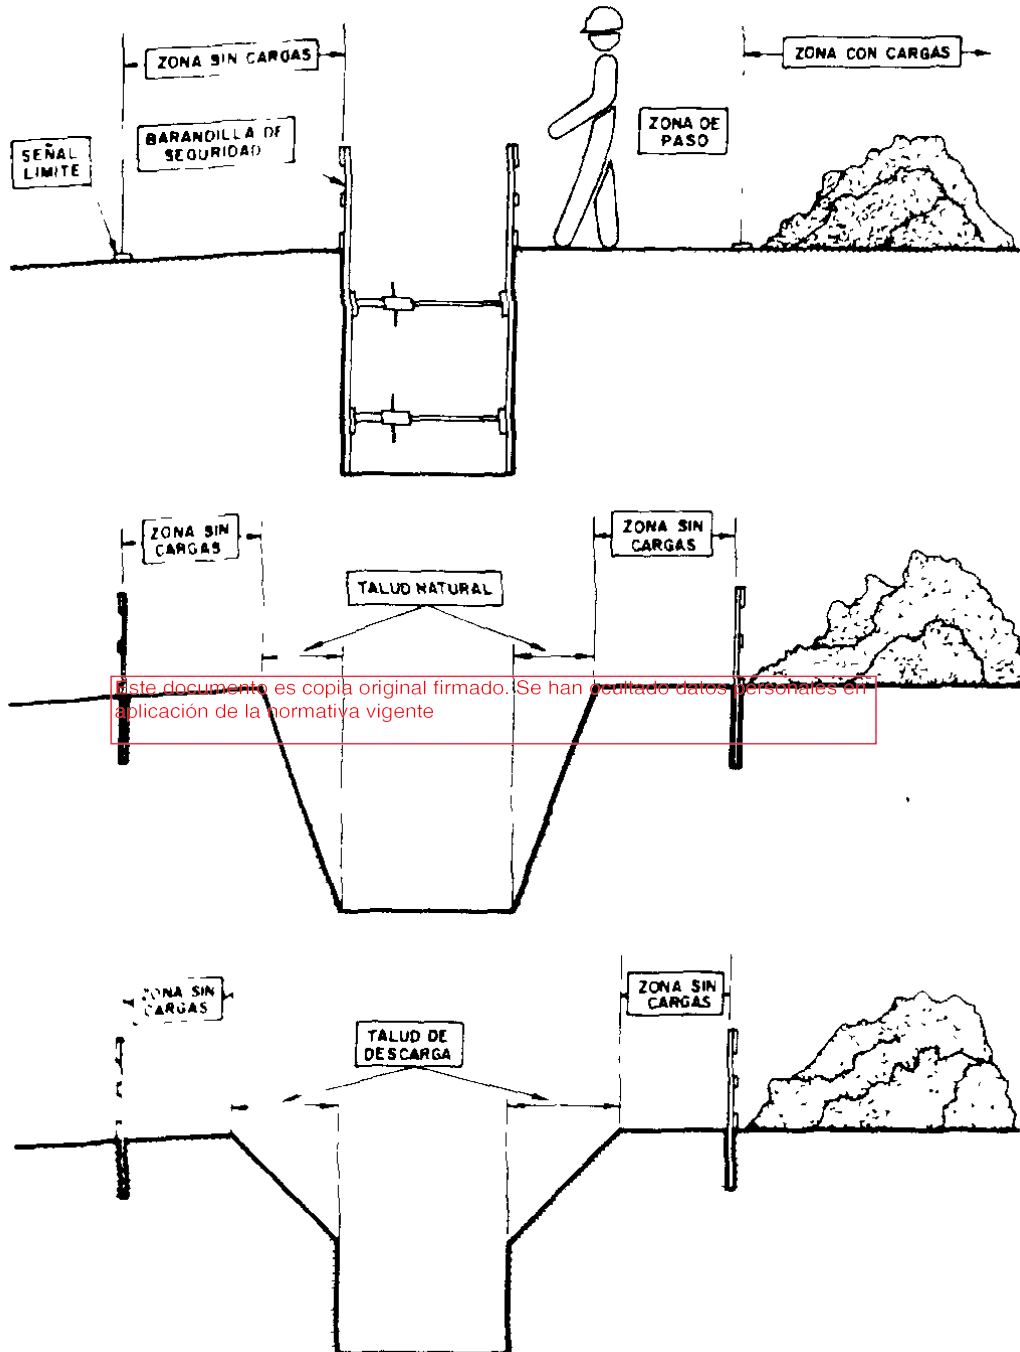 ZONA SIN CARGAS
ZONA CON CARGAS
SEÑAL
LIMITE
BARANDILLA DE
SEGURIDAD
ZONA DE
PASO
ZONA SIN
CARGAS
ZONA SIN
CARGAS
TALUD NATURAL
Este documento es copia original firmado. Se han ocultado datos personales en
aplicación de la normativa vigente
ZONA SIN
CARGAS
ZONA SIN
CARGAS
TALUD DE
DESCARGA